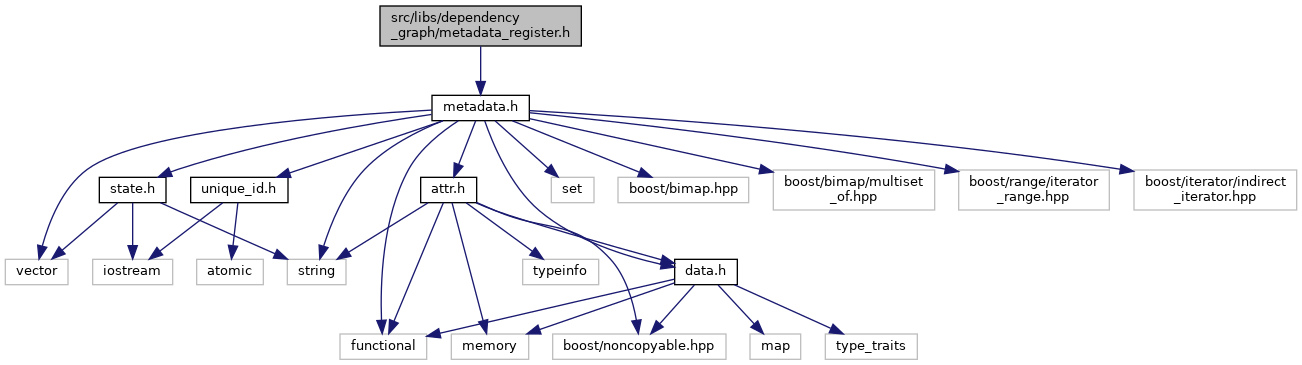 src/libs/dependency
_graph/metadata_register.h
metadata.h
state.h
unique_id.h
attr.h
set
boost/bimap.hpp
boost/bimap/multiset
_of.hpp
boost/range/iterator
_range.hpp
boost/iterator/indirect
_iterator.hpp
vector
iostream
atomic
string
typeinfo
data.h
functional
memory
boost/noncopyable.hpp
map
type_traits